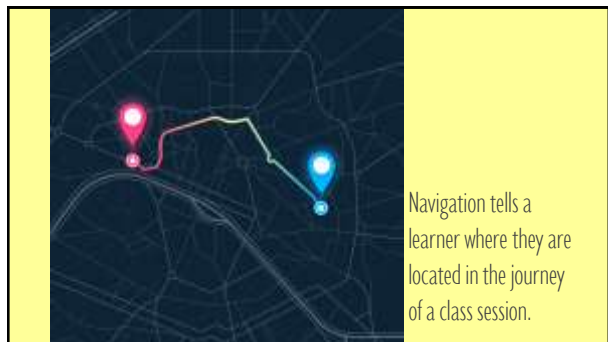 Navigation tells a
learner where they are
located in the journey
of a class session.